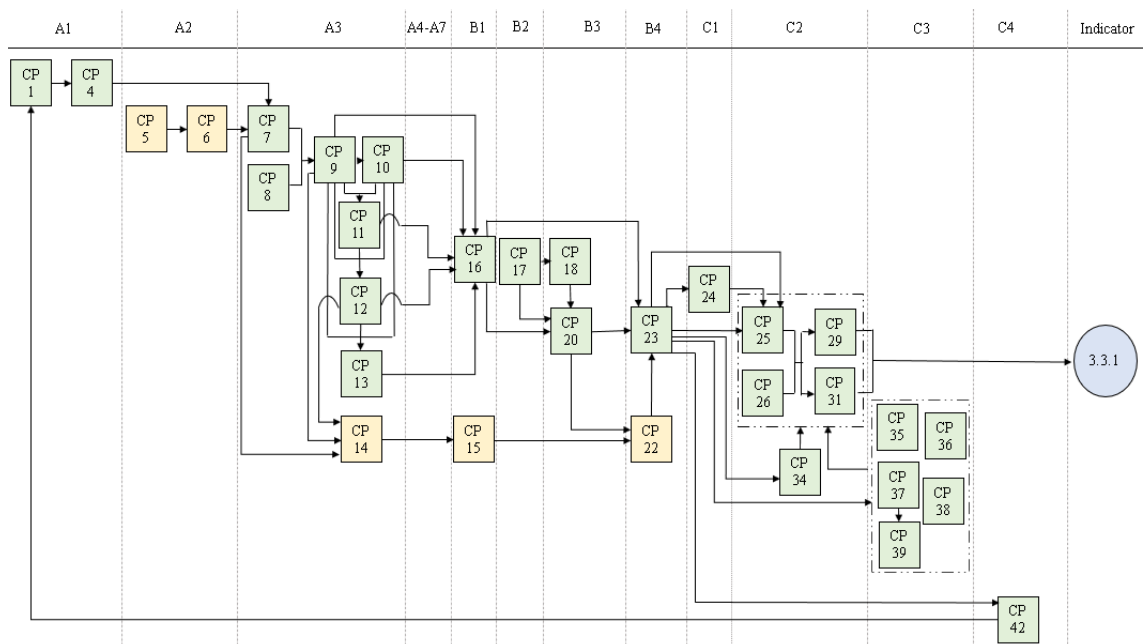 A1 A2 A3 A4-A7 B1 B2 B3 B4 C1 C2 C3 C4 Indicator
CP
1
CP
4
CP
5
CP
6
CP
7
CP
8
CP
9
CP
10
CP
11
CP
12
CP
13
CP
14
CP
15
CP
16
CP
17
CP
18
CP
20
CP
22
CP
23
CP
24
CP
25
CP
26
CP
29
CP
31
CP
34
CP
35
CP
36
CP
37
CP
38
CP
39
CP
42
3.3.1